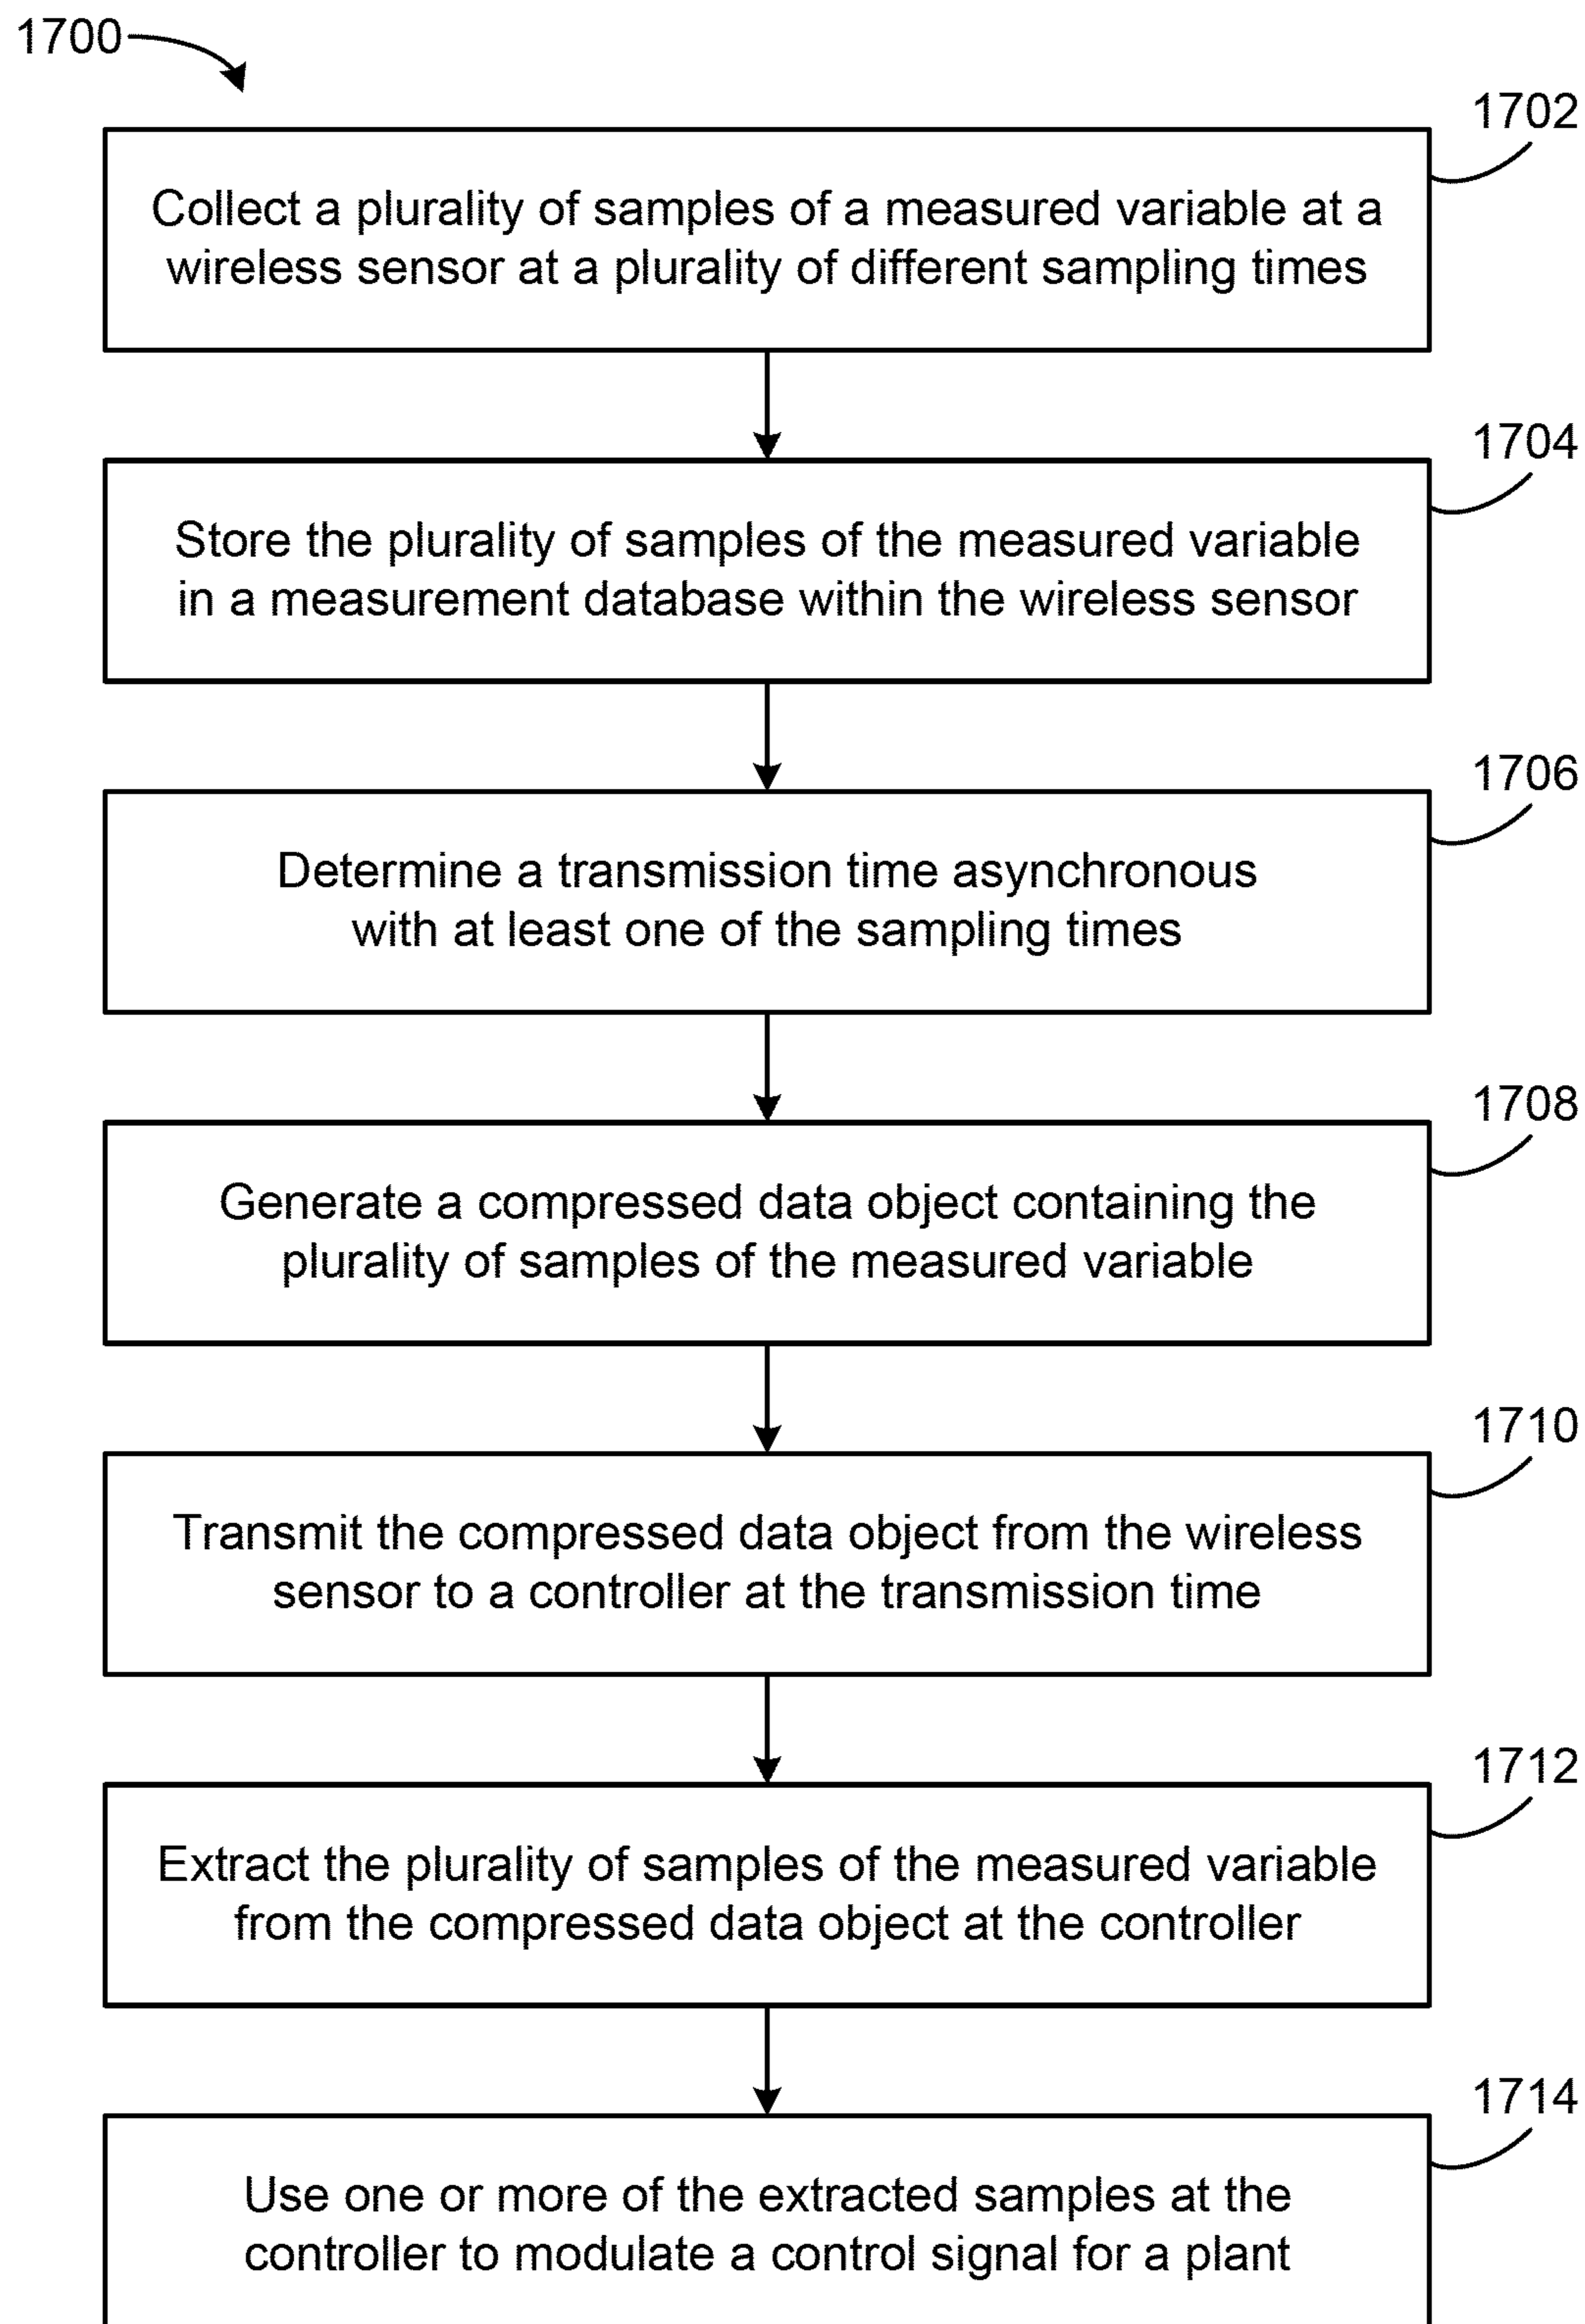 1700
1702
Collect a plurality of samples of a measured variable at a
wireless sensor at a plurality of different sampling times
1704
Store the plurality of samples of the measured variable
in a measurement database within the wireless sensor
1706
Determine a transmission time asynchronous
with at least one of the sampling times
1708
Generate a compressed data object containing the
plurality of samples of the measured variable
1710
Transmit the compressed data object from the wireless
sensor to a controller at the transmission time
1712
Extract the plurality of samples of the measured variable
from the compressed data object at the controller
1714
Use one or more of the extracted samples at the
controller to modulate a control signal for a plant